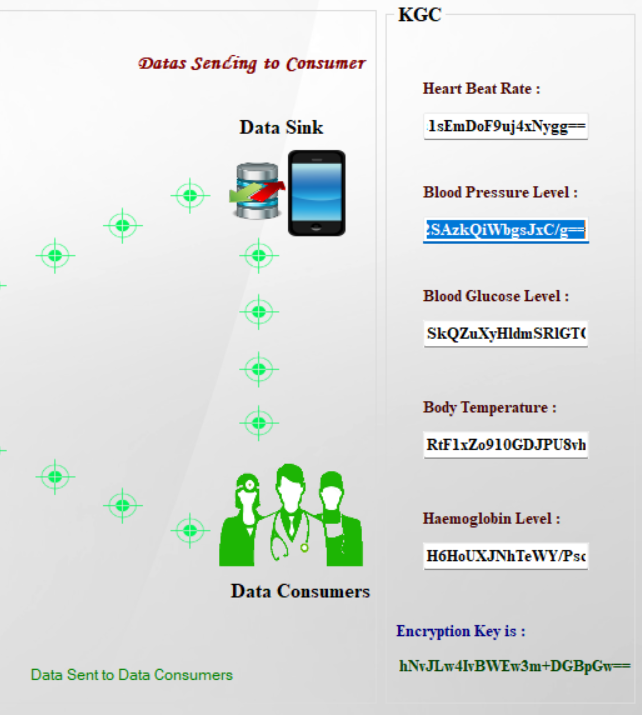 KGC
Datas Sending to Consumer
Data Sink
Heart Beat Rate :
1sEmDoF9uj4xNygg==
Blood Pressure Level :
SAzkQiWbgsJxC/g==
Blood Glucose Level :
SkQZuXyHldmSRlGT
Body Temperature :
RtF1xZo910GDJPU8vh
Haemoglobin Level :
H6HoUXJNhTeWY/Psc
Data Consumers
Encryption Key is :
hNvJLw4IvBWEw3m+DGBpGw==
Data Sent to Data Consumers